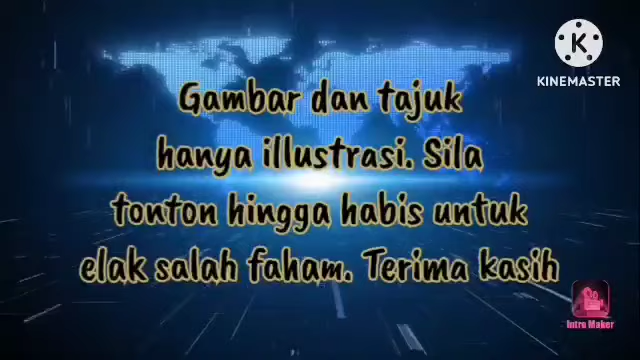 KINEMASTER
Gambar dan tajuk
hanya illustrasi. Sila
tonton hingga habis untuk
elak salah faham. Terima kasih
Intro Maker